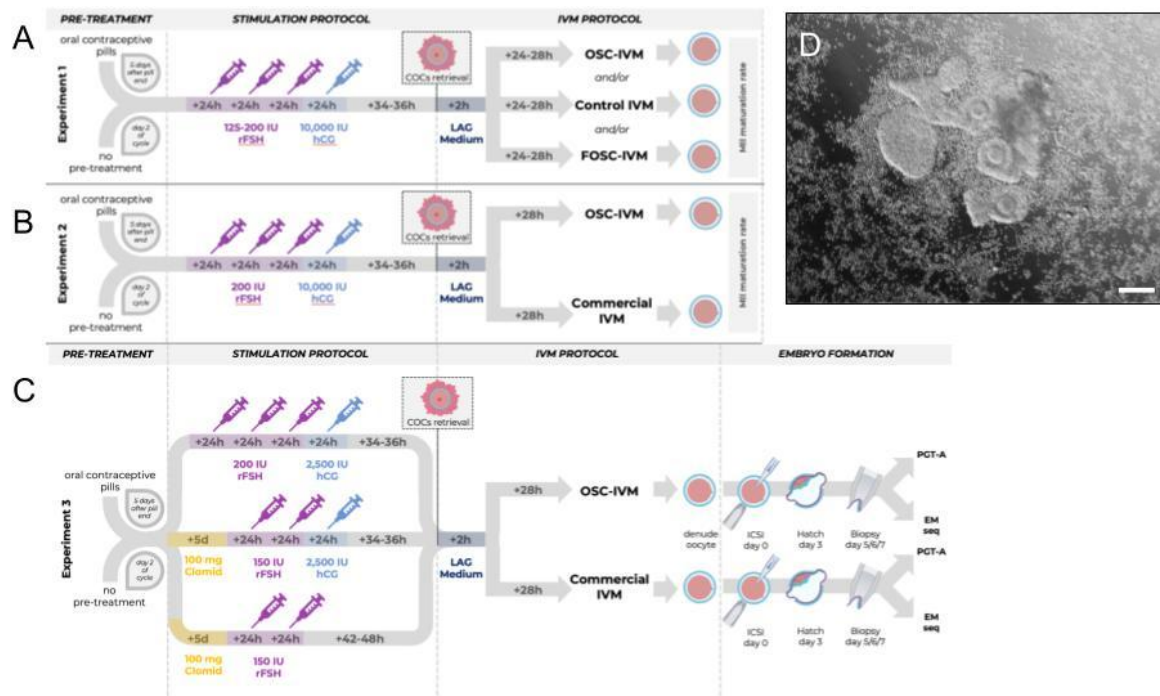 PRE-TREATMENT
STIMULATION PROTOCOL
IVM PROTOCOL
A
Experiment 1
oral contraceptive
pills
5 days
after pill
end
day 2
of
cycle
no
pre-treatment
+24h +24h +24h +24h +34-36h
125-200 IU
rFSH
10,000 IU
hCG
COCs retrieval
+2h
LAG
Medium
+24-28h
OSC-IVM
and/or
+24-28h
Control IVM
and/or
+24-28h
FOSC-IVM
MII maturation rate
D
B
Experiment 2
oral contraceptive
pills
5 days
after pill
end
day 2
of
cycle
no
pre-treatment
+24h +24h +24h +24h +34-36h
200 IU
rFSH
10,000 IU
hCG
COCs retrieval
+2h
LAG
Medium
+28h
OSC-IVM
+28h
Commercial
IVM
MII maturation rate
PRE-TREATMENT
STIMULATION PROTOCOL
IVM PROTOCOL
EMBRYO FORMATION
C
Experiment 3
oral contraceptive
pills
5 days
after pill
end
day 2
of
cycle
no
pre-treatment
+24h +24h +24h +24h +34-36h
200 IU
rFSH
2,500 IU
hCG
+5d +24h +24h +24h +34-36h
100 mg
Clomid
150 IU
rFSH
2,500 IU
hCG
+5d +24h +24h +42-48h
100 mg
Clomid
150 IU
rFSH
COCs retrieval
+2h
LAG
Medium
+28h
OSC-IVM
+28h
Commercial
IVM
denude
oocyte
ICSI
day 0
Hatch
day 3
Biopsy
day 5/6/7
PGT-A
EM
seq
ICSI
day 0
Hatch
day 3
Biopsy
day 5/6/7
PGT-A
EM
seq